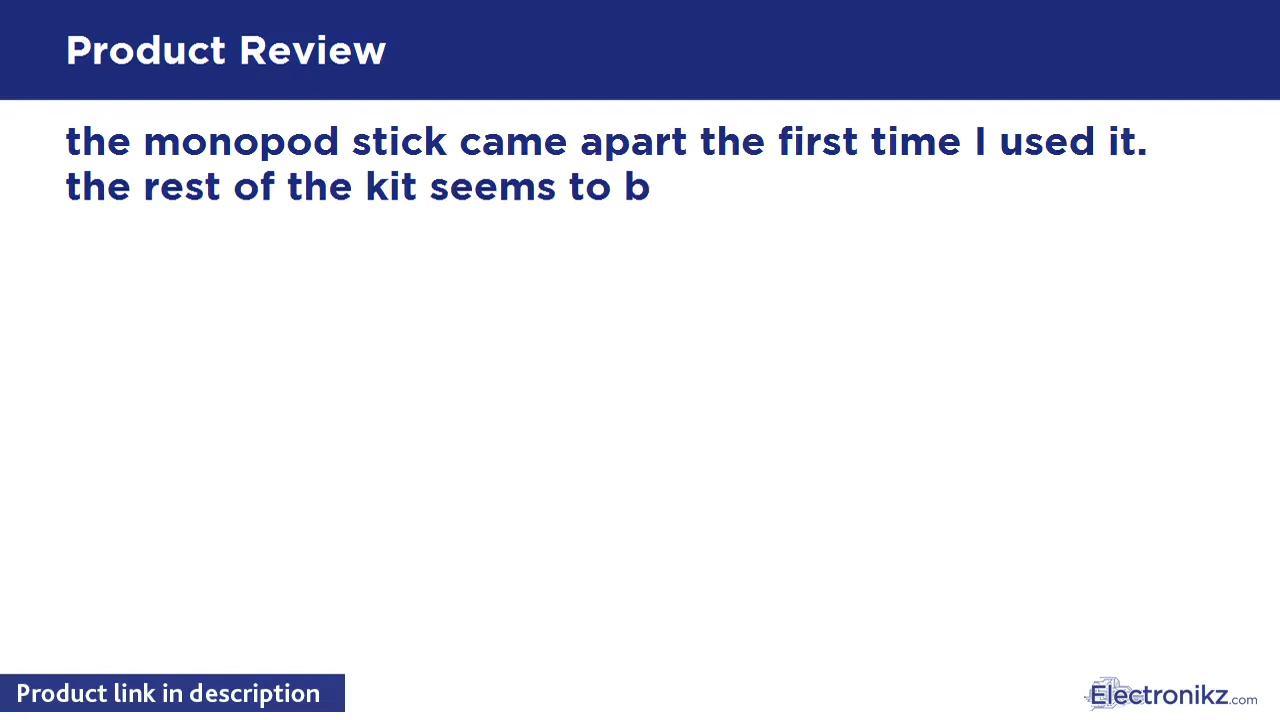 Product Review
the monopod stick came apart the first time I used it.
the rest of the kit seems to b
Product link in description
Electronikz.com